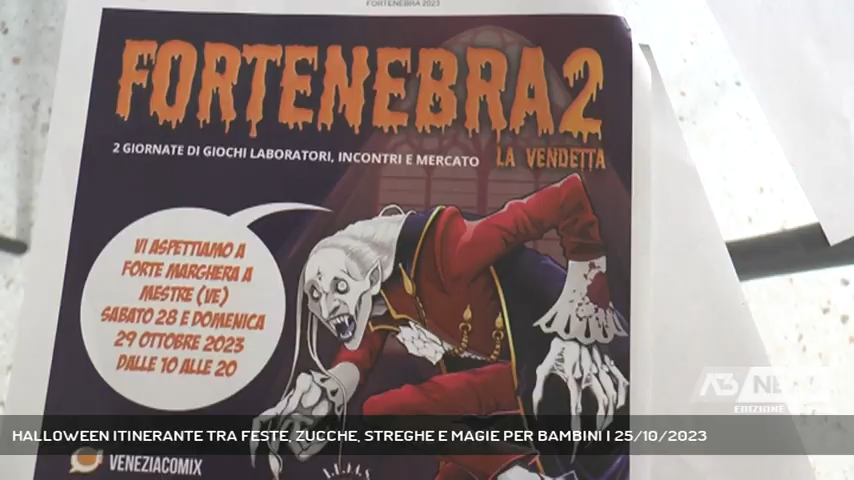 FORTENEBRA 2023
FORTENEBRA2
2 GIORNATE DI GIOCHI LABORATORI, INCONTRI E MERCATO
LA VENDETTA
VI ASPETTIAMO A
FORTE MARGHERA A
MESTRE (VE)
SABATO 28 E DOMENICA
29 OTTOBRE 2023
DALLE 10 ALLE 20
EDIZIONE
HALLOWEEN ITINERANTE TRA FESTE, ZUCCHE, STREGHE E MAGIE PER BAMBINI | 25/10/2023
VENEZIACOMIX